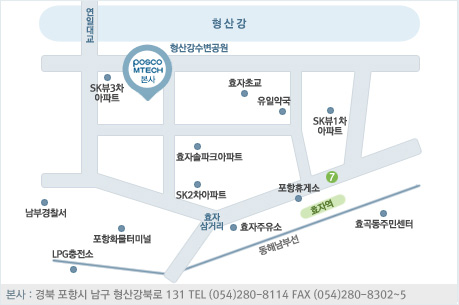 형산강
연일대교
형산강수변공원
POSCO
MTECH
본사
SK뷰3차
아파트
효자초교
유일약국
SK뷰1차
아파트
효자솔파크아파트
7
SK2차아파트
포항휴게소
남부경찰서
효자
삼거리
효자역
포항화물터미널
효자주유소
효곡동주민센터
동해남부선
LPG충전소
본사 : 경북 포항시 남구 형산강북로 131 TEL (054)280-8114 FAX (054)280-8302~5